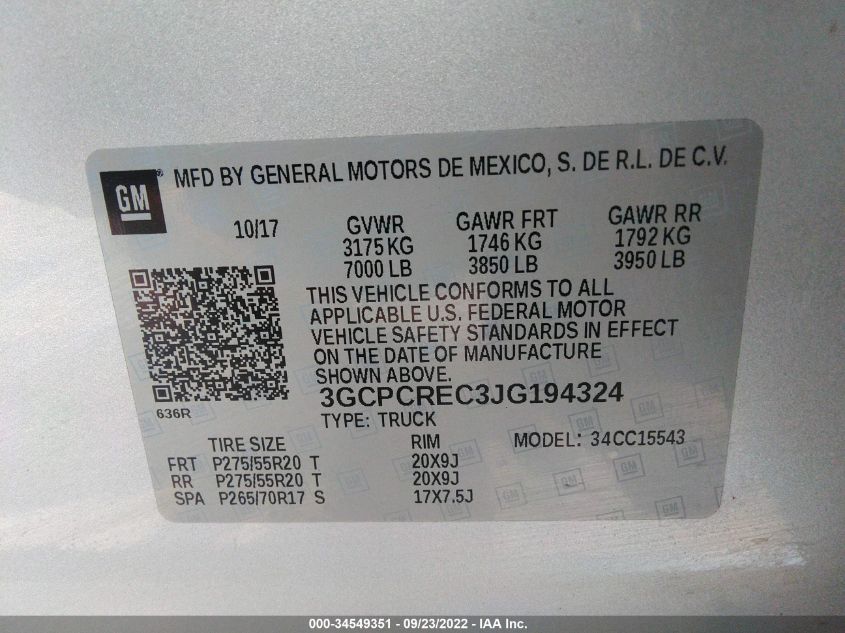 GM ® MFD BY GENERAL MOTORS DE MEXICO, S. DE R.L. DE C.V.
10/17 GVWR GAWR FRT GAWR RR
3175 KG 1746 KG 1792 KG
7000 LB 3850 LB 3950 LB
THIS VEHICLE CONFORMS TO ALL
APPLICABLE U.S. FEDERAL MOTOR
VEHICLE SAFETY STANDARDS IN EFFECT
ON THE DATE OF MANUFACTURE
SHOWN ABOVE.
3GCPCREC3JG194324
636R
TYPE: TRUCK
TIRE SIZE RIM MODEL: 34CC15543
FRT P275/55R20 T 20X9J
RR P275/55R20 T 20X9J
SPA P265/70R17 S 17X7.5J
000-34549351 - 09/23/2022 - IAA Inc.